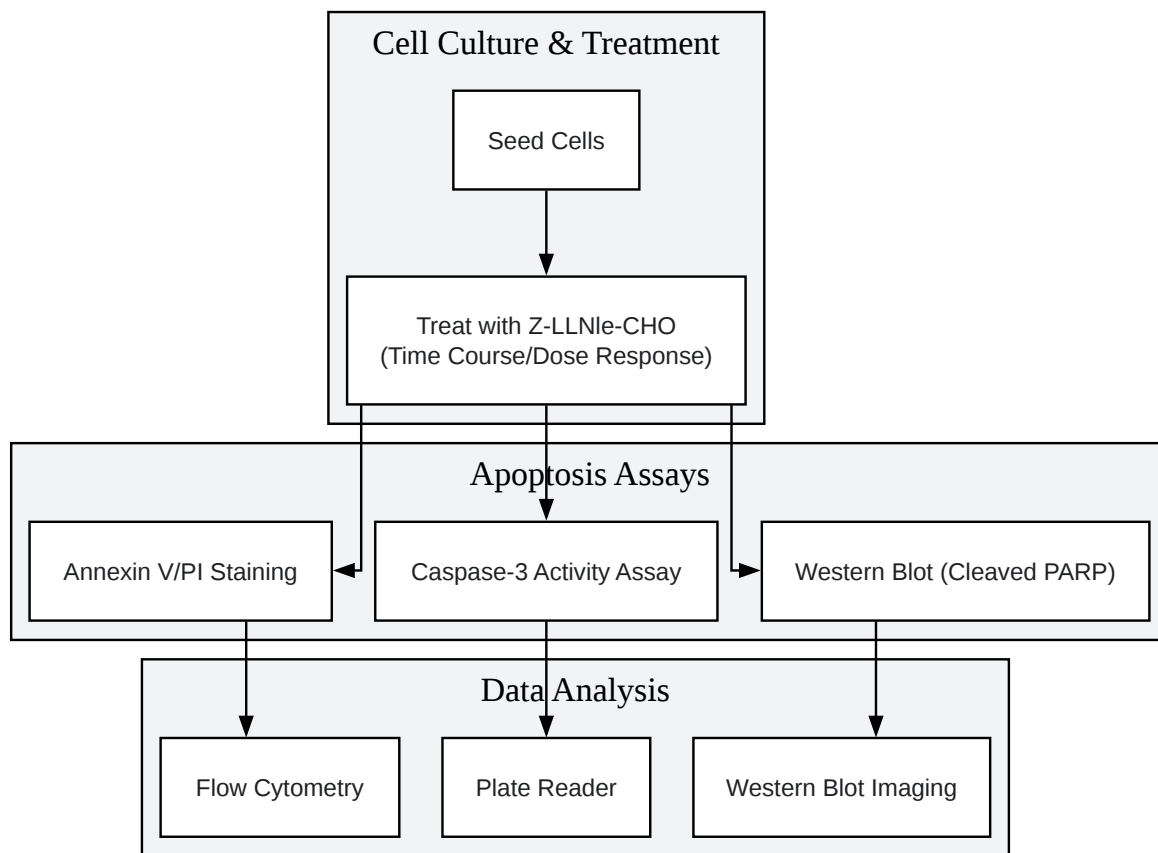 Cell Culture & Treatment
Seed Cells
Treat with Z-LLNle-CHO
(Time Course/Dose Response)
Apoptosis Assays
Annexin V/PI Staining
Caspase-3 Activity Assay
Western Blot (Cleaved PARP)
Data Analysis
Flow Cytometry
Plate Reader
Western Blot Imaging